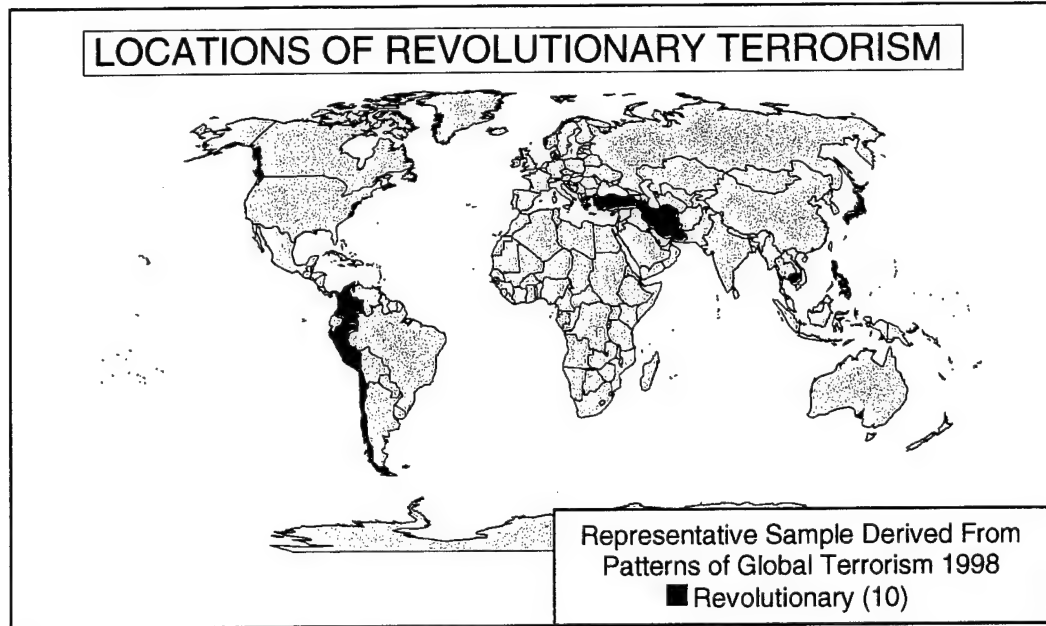 LOCATIONS OF REVOLUTIONARY TERRORISM
Representative Sample Derived From
Patterns of Global Terrorism 1998
Revolutionary (10)